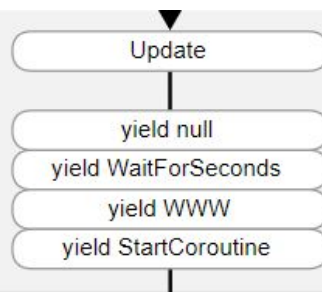 Update
yield null
yield WaitForSeconds
yield WWW
yield StartCoroutine